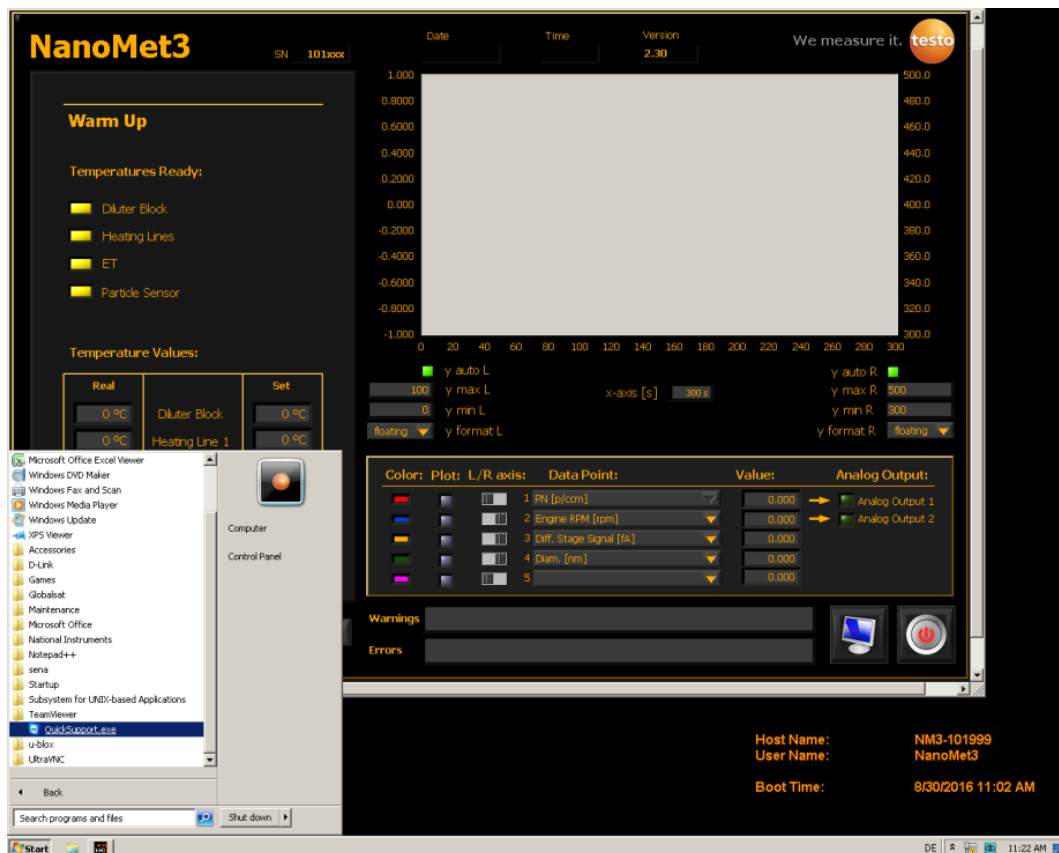 NanoMet3
SN 101xxx
Date Time Version
2.30
We measure it. testo
Warm Up
Temperatures Ready:
Diluter Block
Heating Lines
ET
Particle Sensor
Temperature Values:
Real Set
0 ºC Diluter Block 0 ºC
0 ºC Heating Line 1 0 ºC
1.000 500.0
0.8000 480.0
0.6000 460.0
0.4000 440.0
0.2000 420.0
0.000 400.0
-0.2000 380.0
-0.4000 360.0
-0.6000 340.0
-0.8000 320.0
-1.000 300.0
0 20 40 60 80 100 120 140 160 180 200 220 240 260 280 300
y auto L y auto R
100 y max L x-axis [s] 300 s y max R 500
0 y min L y min R 300
floating y format L y format R floating
Color: Plot: L/R axis: Data Point: Value: Analog Output:
1 PN [p/ccm] 0.000 Analog Output 1
2 Engine RPM [rpm] 0.000 Analog Output 2
3 Diff. Stage Signal [fA] 0.000
4 Diam. [nm] 0.000
5 0.000
Warnings
Errors
Microsoft Office Excel Viewer
Windows DVD Maker
Windows Fax and Scan
Windows Media Player
Windows Update
XPS Viewer
Accessories
D-Link
Games
Globalsat
Maintenance
Microsoft Office
National Instruments
Notepad++
sena
Startup
Subsystem for UNIX-based Applications
TeamViewer
QuickSupport.exe
u-blox
UltraVNC
Back
Search programs and files
Computer
Control Panel
Shut down
Host Name: NM3-101999
User Name: NanoMet3
Boot Time: 8/30/2016 11:02 AM
Start
DE 11:22 AM